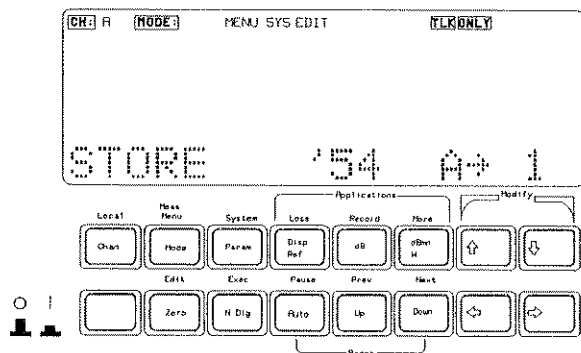 CH: A MODE: MENU SYS EDIT TLK ONLY
STORE '54 A→ 1
Applications Modify
Local Meas Menu System Loss Record More
Chan Mode Param Disp Ref dB dBm/W ⇧ ⇩
Edit Exec Pause Prev Next
Zero N Dig Auto Up Down ⇦ ⇨
O I